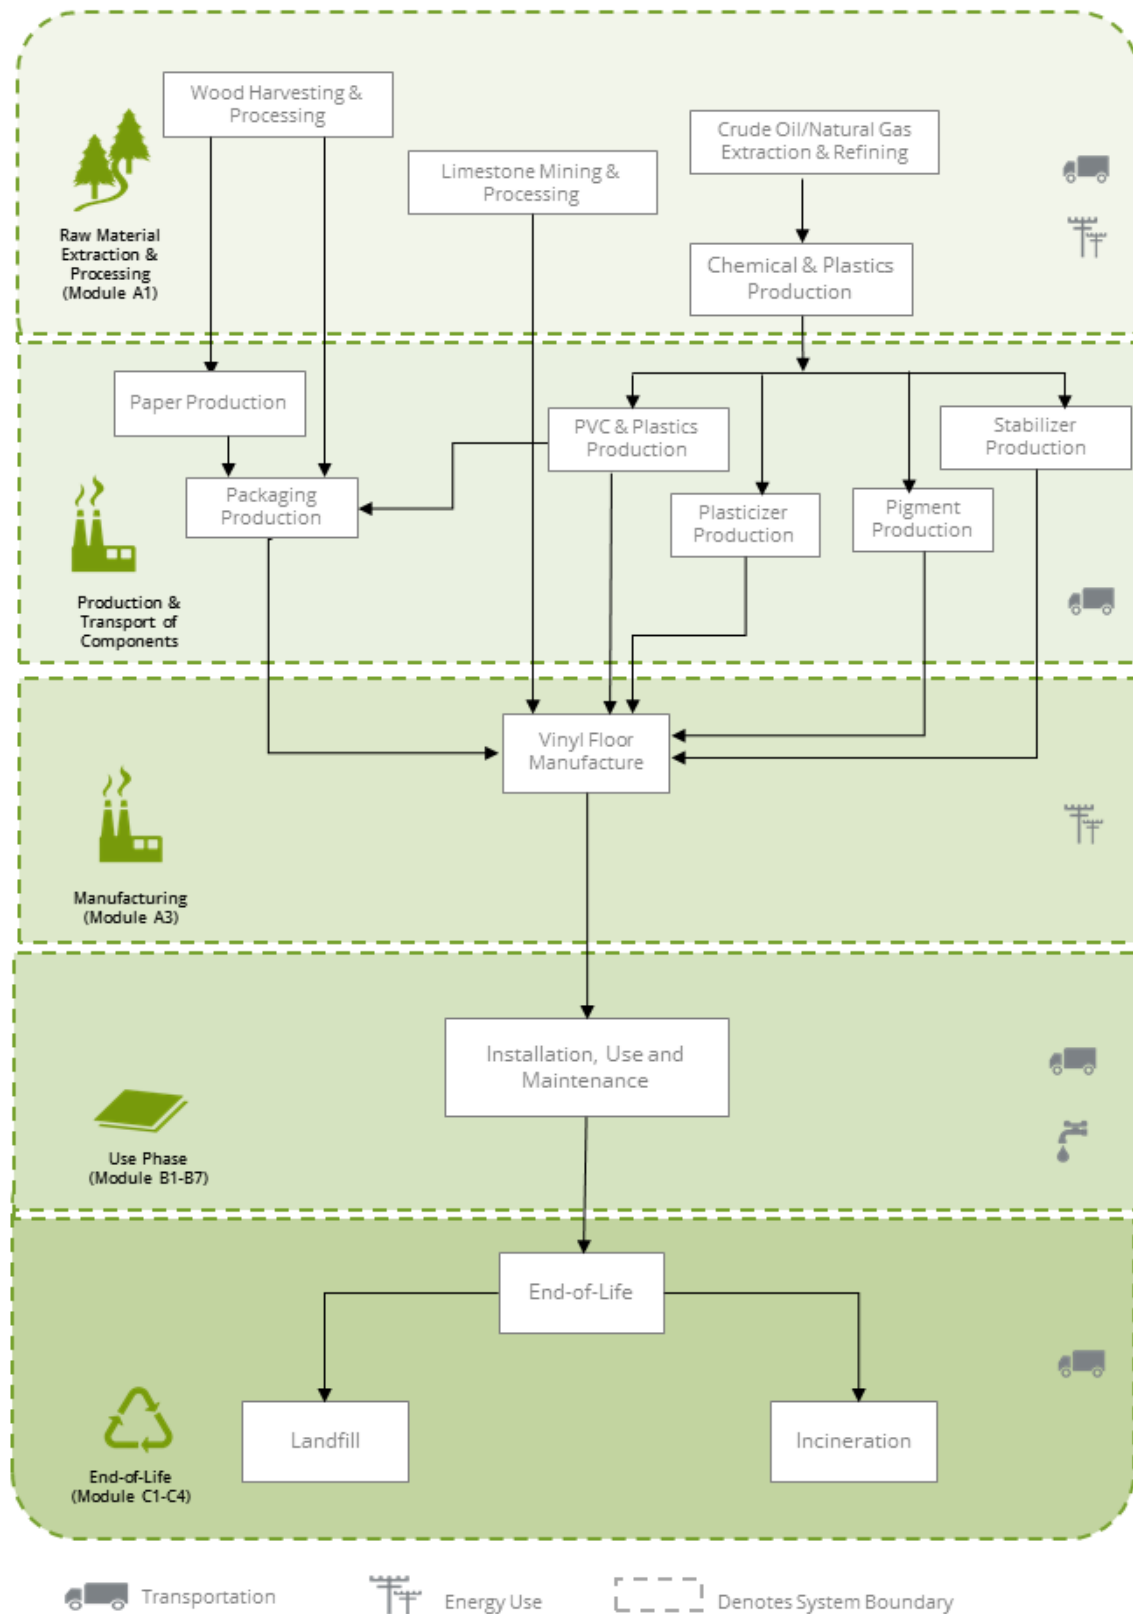 Wood Harvesting &
Processing
Crude Oil/Natural Gas
Extraction & Refining
Limestone Mining &
Processing
Raw Material
Extraction &
Processing
(Module A1)
Chemical & Plastics
Production
Paper Production
PVC & Plastics
Production
Stabilizer
Production
Packaging
Production
Plasticizer
Production
Pigment
Production
Production &
Transport of
Components
Vinyl Floor
Manufacture
Manufacturing
(Module A3)
Installation, Use and
Maintenance
Use Phase
(Module B1-B7)
End-of-Life
Landfill
Incineration
End-of-Life
(Module C1-C4)
Transportation
Energy Use
Denotes System Boundary